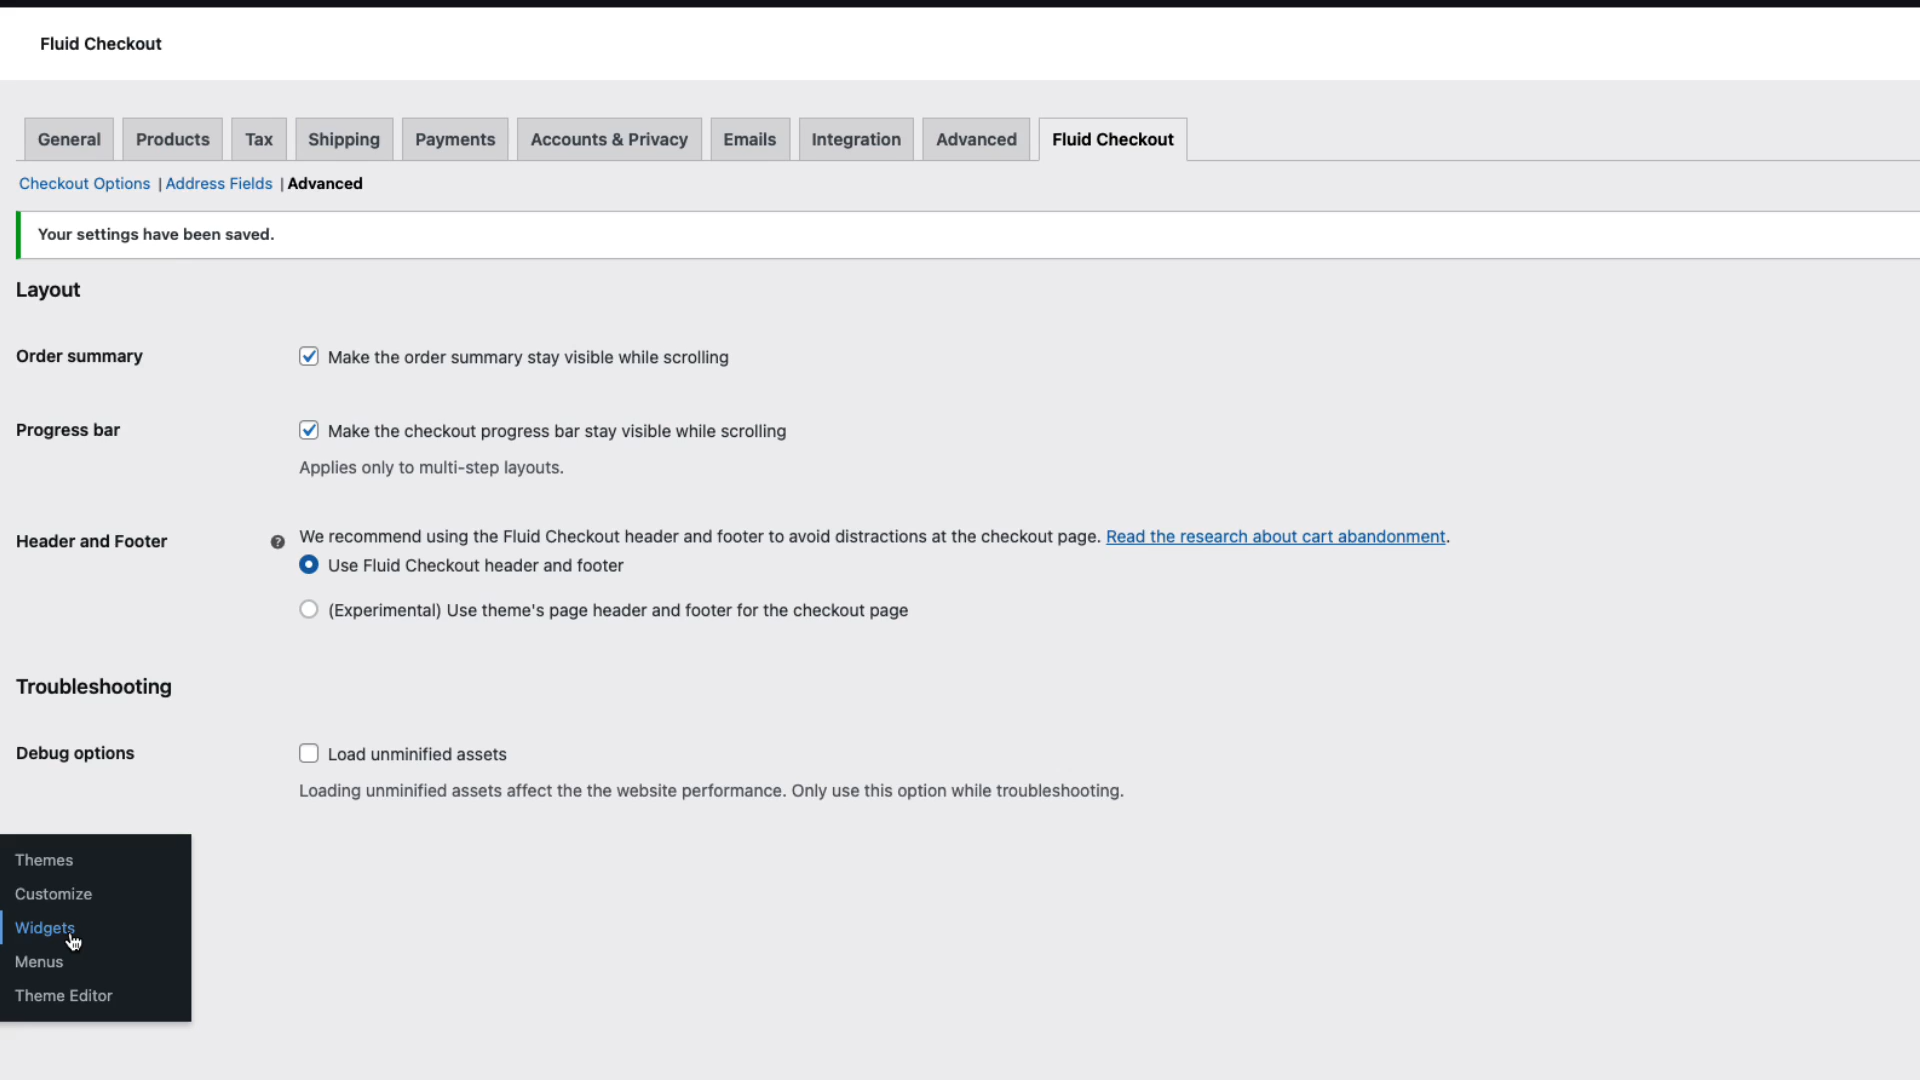 Fluid Checkout
General Products Tax Shipping Payments Accounts & Privacy Emails Integration Advanced Fluid Checkout
Checkout Options | Address Fields | Advanced
Your settings have been saved.
Layout
Order summary Make the order summary stay visible while scrolling
Progress bar Make the checkout progress bar stay visible while scrolling
Applies only to multi-step layouts.
Header and Footer ? We recommend using the Fluid Checkout header and footer to avoid distractions at the checkout page. Read the research about cart abandonment.
Use Fluid Checkout header and footer
(Experimental) Use theme's page header and footer for the checkout page
Troubleshooting
Debug options Load unminified assets
Loading unminified assets affect the the website performance. Only use this option while troubleshooting.
Themes
Customize
Widgets
Menus
Theme Editor